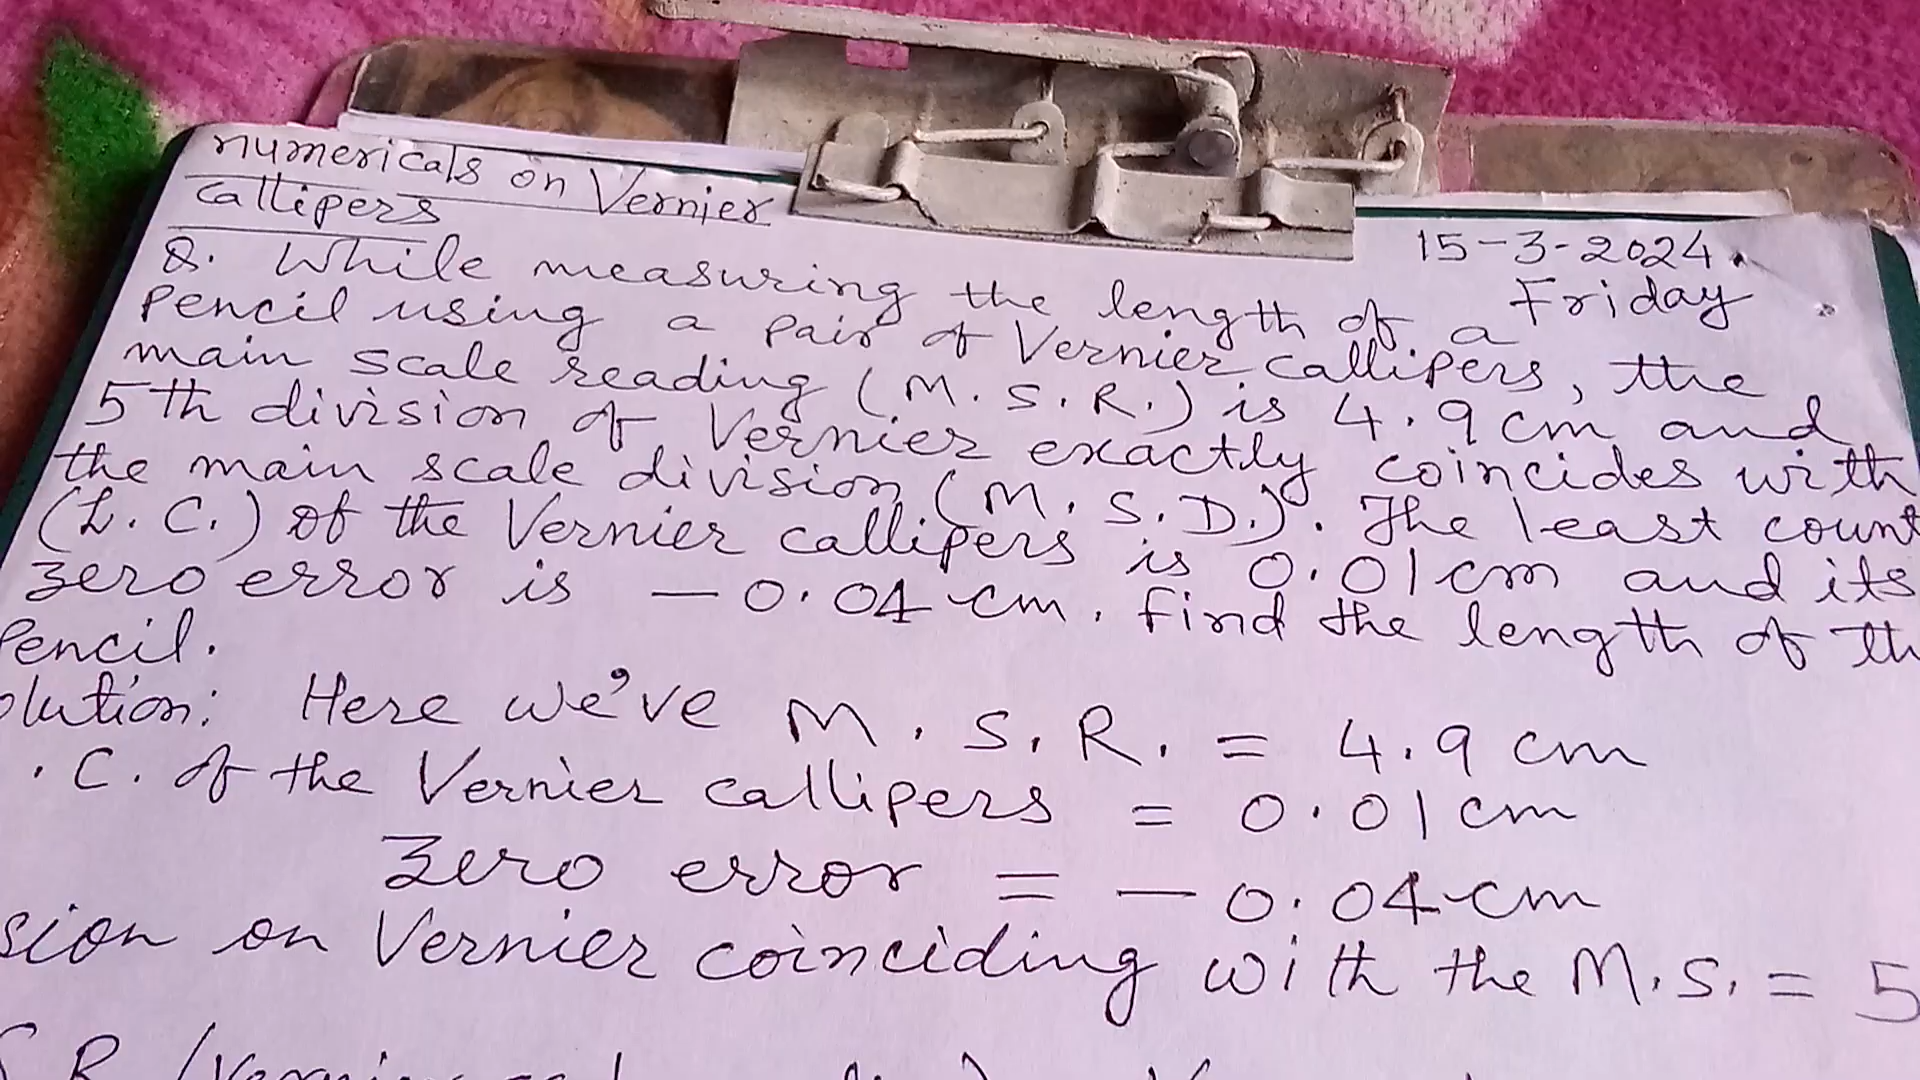 numericals on Vernier
callipers
15-3-2024.
Friday
Q. While measuring the length of a
Pencil using a pair of Vernier callipers, the
main scale reading (M.S.R.) is 4.9 cm and
5th division of Vernier exactly coincides with
the main scale division (M.S.D.). The least count
(L.C.) of the Vernier callipers is 0.01 cm and its
zero error is -0.04 cm. find the length of th
Pencil.
olution: Here we've M.S.R. = 4.9 cm
.C. of the Vernier callipers = 0.01 cm
Zero error = -0.04 cm
sion on Vernier coinciding with the M.S. = 5